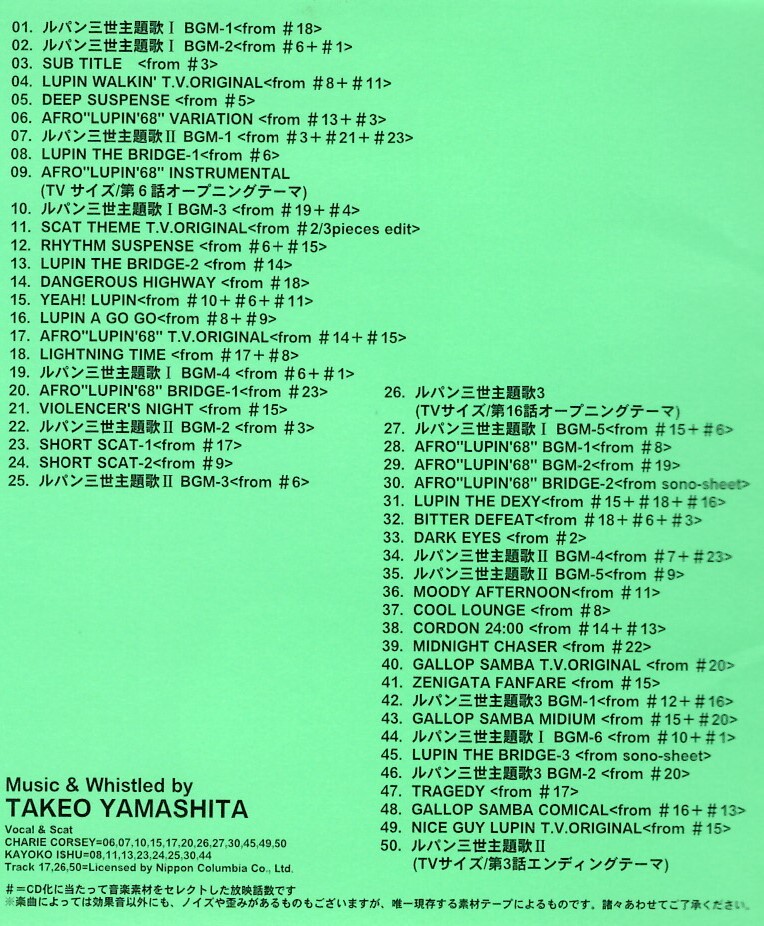 01. ルパン三世主題歌Ⅰ BGM-1<from ＃18>
02. ルパン三世主題歌Ⅰ BGM-2<from ＃6＋＃1>
03. SUB TITLE <from ＃3>
04. LUPIN WALKIN' T.V.ORIGINAL<from ＃8＋＃11>
05. DEEP SUSPENSE <from ＃5>
06. AFRO"LUPIN'68" VARIATION <from ＃13＋＃3>
07. ルパン三世主題歌Ⅱ BGM-1 <from ＃3＋＃21＋＃23>
08. LUPIN THE BRIDGE-1<from ＃6>
09. AFRO"LUPIN'68" INSTRUMENTAL
(TV サイズ/第６話オープニングテーマ)
10. ルパン三世主題歌ⅠBGM-3 <from ＃19＋＃4>
11. SCAT THEME T.V.ORIGINAL<from ＃2/3pieces edit>
12. RHYTHM SUSPENSE <from ＃6＋＃15>
13. LUPIN THE BRIDGE-2 <from ＃14>
14. DANGEROUS HIGHWAY <from ＃18>
15. YEAH! LUPIN<from ＃10＋＃6＋＃11>
16. LUPIN A GO GO<from ＃8＋＃9>
17. AFRO"LUPIN'68" T.V.ORIGINAL<from ＃14＋＃15>
18. LIGHTNING TIME <from ＃17＋＃8>
19. ルパン三世主題歌Ⅰ BGM-4 <from ＃6＋＃1>
20. AFRO"LUPIN'68" BRIDGE-1<from ＃23>
21. VIOLENCER'S NIGHT <from ＃15>
22. ルパン三世主題歌Ⅱ BGM-2 <from ＃3>
23. SHORT SCAT-1<from ＃17>
24. SHORT SCAT-2<from ＃9>
25. ルパン三世主題歌Ⅱ BGM-3<from ＃6>
26. ルパン三世主題歌3
(TVサイズ/第16話オープニングテーマ)
27. ルパン三世主題歌Ⅰ BGM-5<from ＃15＋＃6>
28. AFRO"LUPIN'68" BGM-1<from ＃8>
29. AFRO"LUPIN'68" BGM-2<from ＃19>
30. AFRO"LUPIN'68" BRIDGE-2<from sono-sheet>
31. LUPIN THE DEXY<from ＃15＋＃18＋＃16>
32. BITTER DEFEAT<from ＃18＋＃6＋＃3>
33. DARK EYES <from ＃2>
34. ルパン三世主題歌Ⅱ BGM-4<from ＃7＋＃23>
35. ルパン三世主題歌Ⅱ BGM-5<from ＃9>
36. MOODY AFTERNOON<from ＃11>
37. COOL LOUNGE <from ＃8>
38. CORDON 24:00 <from ＃14＋＃13>
39. MIDNIGHT CHASER <from ＃22>
40. GALLOP SAMBA T.V.ORIGINAL <from ＃20>
41. ZENIGATA FANFARE <from ＃15>
42. ルパン三世主題歌3 BGM-1<from ＃12＋＃16>
43. GALLOP SAMBA MIDIUM <from ＃15＋＃20>
44. ルパン三世主題歌Ⅰ BGM-6 <from ＃10＋＃1>
45. LUPIN THE BRIDGE-3 <from sono-sheet>
46. ルパン三世主題歌3 BGM-2 <from ＃20>
47. TRAGEDY <from ＃17>
48. GALLOP SAMBA COMICAL<from ＃16＋＃13>
49. NICE GUY LUPIN T.V.ORIGINAL<from ＃15>
50. ルパン三世主題歌Ⅱ
(TVサイズ/第3話エンディングテーマ)
Music & Whistled by
TAKEO YAMASHITA
Vocal & Scat
CHARIE CORSEY=06,07,10,15,17,20,26,27,30,45,49,50
KAYOKO ISHU=08,11,13,23,24,25,30,44
Track 17,26,50=Licensed by Nippon Columbia Co., Ltd.
＃＝CD化に当たって音楽素材をセレクトした放映話数です
※楽曲によっては効果音以外にも、ノイズや歪みがあるものもございますが、唯一現存する素材テープによるものです。諸々あわせてご了承ください。